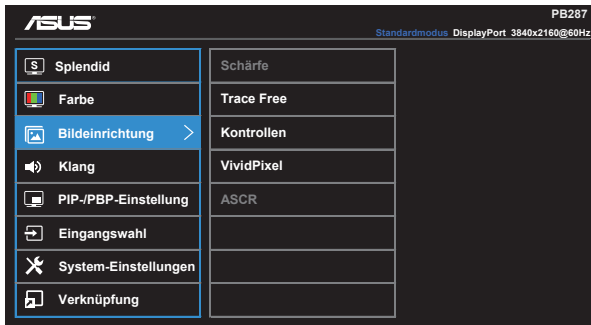 ASUS
PB287
Standardmodus DisplayPort 3840x2160@60Hz
S Splendid
Farbe
Bildeinrichtung
Klang
PIP-/PBP-Einstellung
Eingangswahl
System-Einstellungen
Verknüpfung
Schärfe
Trace Free
Kontrollen
VividPixel
ASCR